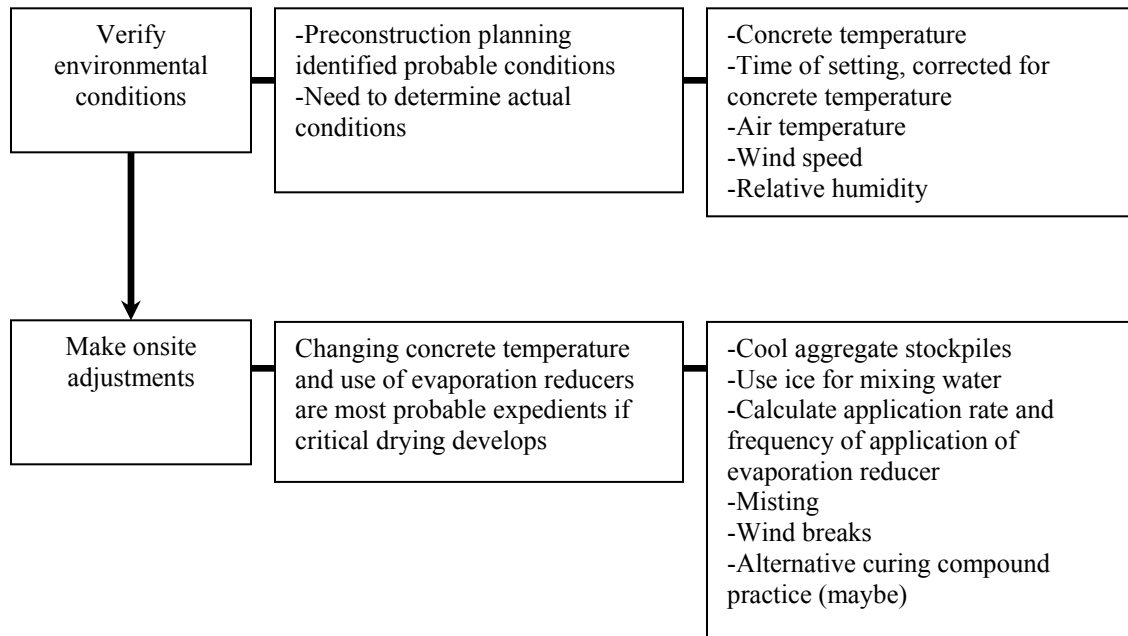 Verify
environmental
conditions
-Preconstruction planning
identified probable conditions
-Need to determine actual
conditions
-Concrete temperature
-Time of setting, corrected for
concrete temperature
-Air temperature
-Wind speed
-Relative humidity
Make onsite
adjustments
Changing concrete temperature
and use of evaporation reducers
are most probable expedients if
critical drying develops
-Cool aggregate stockpiles
-Use ice for mixing water
-Calculate application rate and
frequency of application of
evaporation reducer
-Misting
-Wind breaks
-Alternative curing compound
practice (maybe)